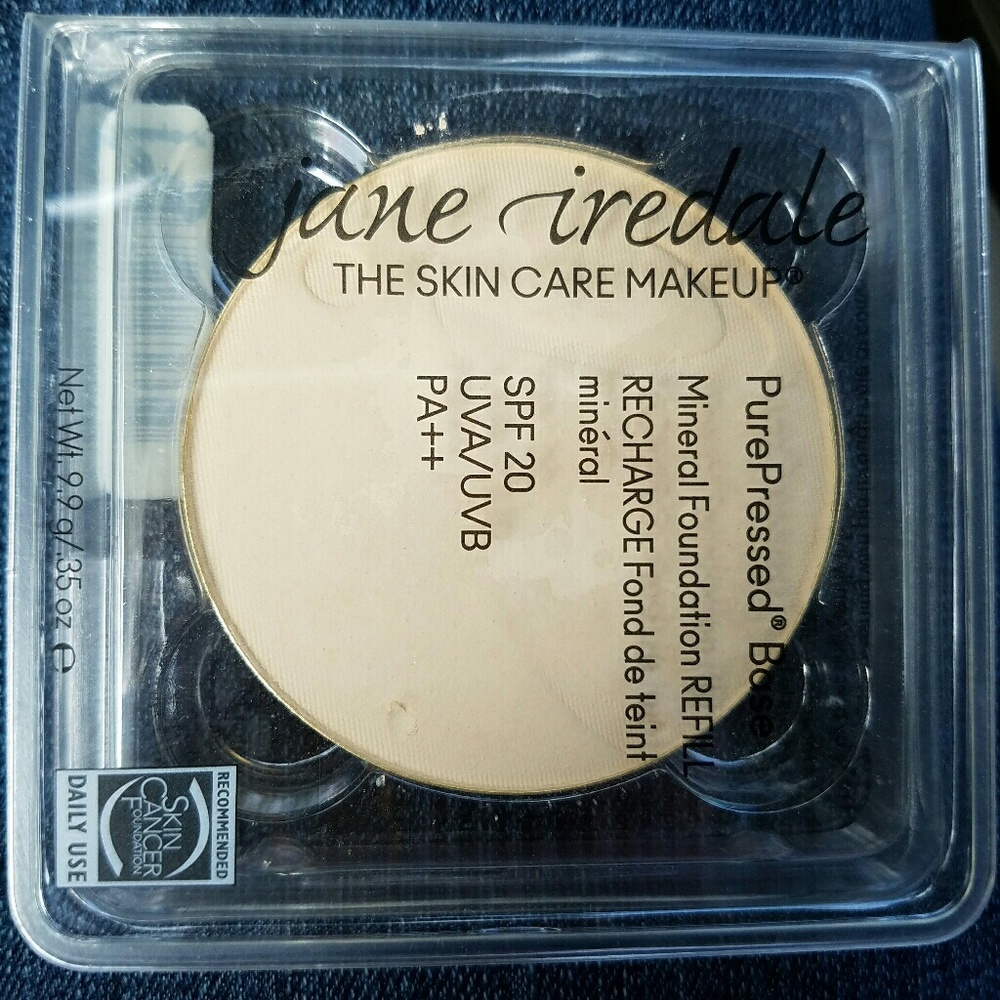 jane iredale
THE SKIN CARE MAKEUP®
PurePressed® Base
Mineral Foundation REFILL
RECHARGE Fond de teint
minéral
SPF 20
UVA/UVB
PA++
Net Wt. 9.9 g/.35 oz e
RECOMMENDED
SKIN
CANCER
FOUNDATION
DAILY USE